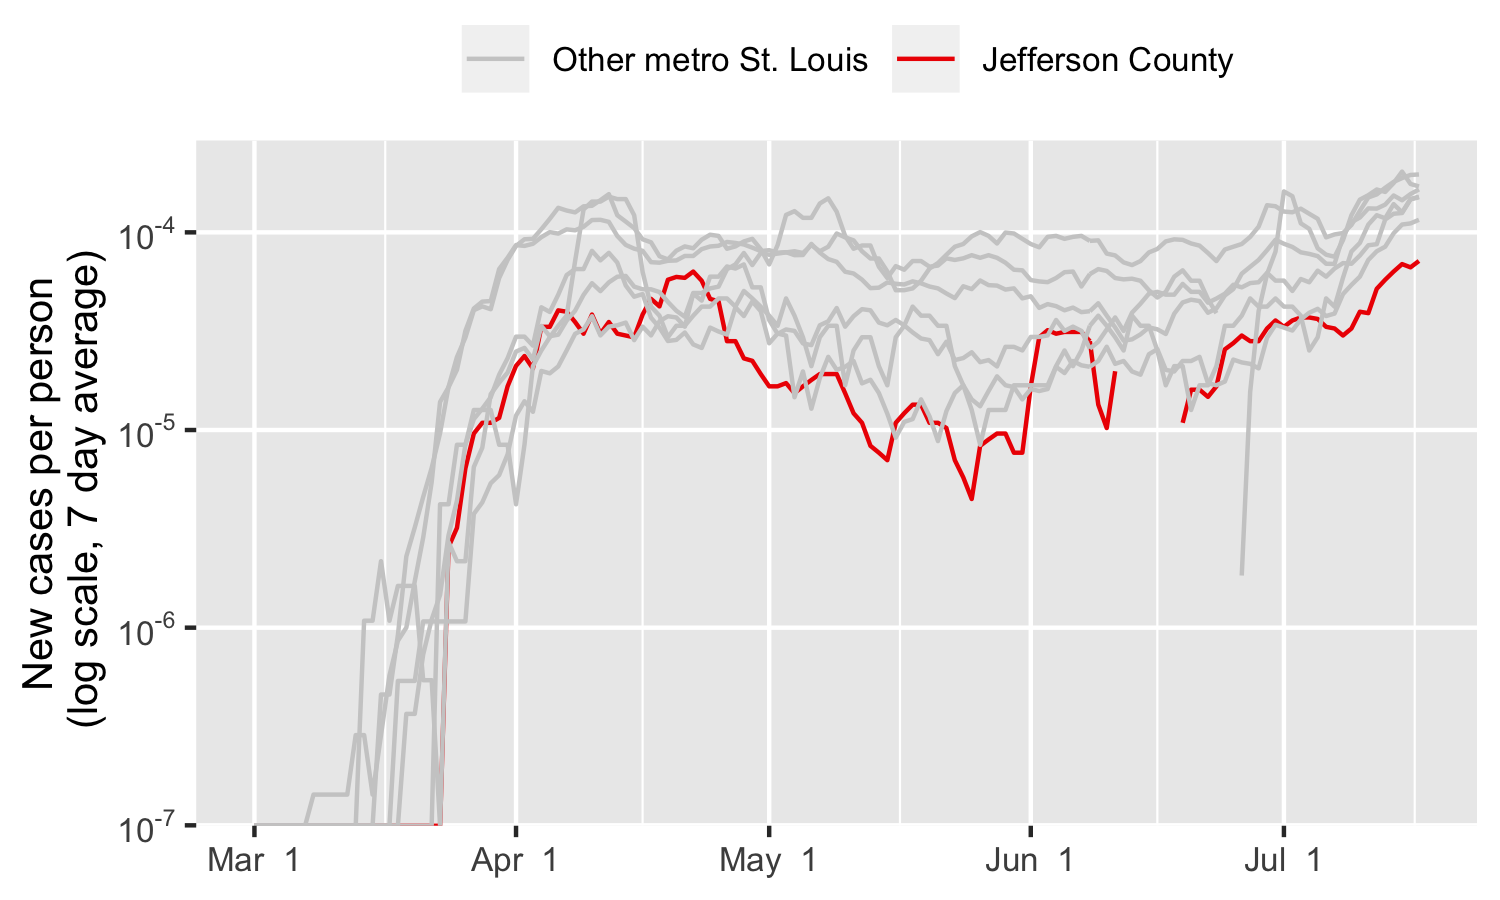 Other metro St. Louis Jefferson County
New cases per person
(log scale, 7 day average)
10-4
10-5
10-6
10-7
Mar 1 Apr 1 May 1 Jun 1 Jul 1